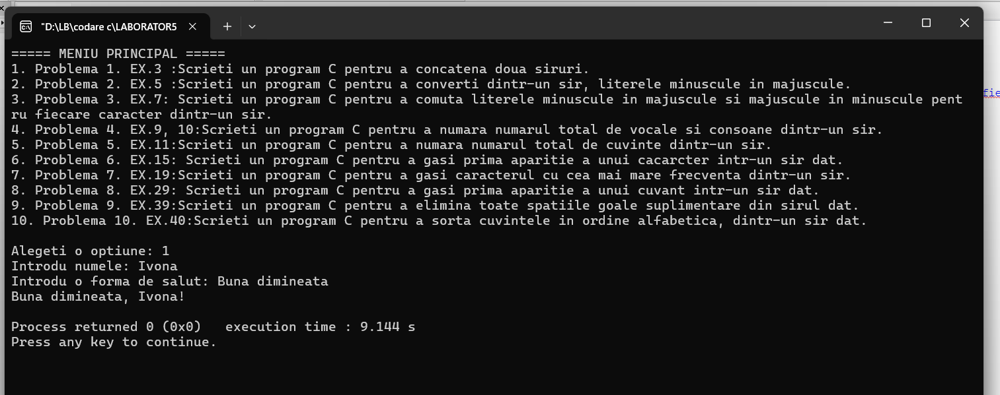 "D:\LB\codare c\LABORATOR5
===== MENIU PRINCIPAL =====
1. Problema 1. EX.3 :Scrieti un program C pentru a concatena doua siruri.
2. Problema 2. EX.5 :Scrieti un program C pentru a converti dintr-un sir, literele minuscule in majuscule.
3. Problema 3. EX.7: Scrieti un program C pentru a comuta literele minuscule in majuscule si majuscule in minuscule pent
ru fiecare caracter dintr-un sir.
4. Problema 4. EX.9, 10:Scrieti un program C pentru a numara numarul total de vocale si consoane dintr-un sir.
5. Problema 5. EX.11:Scrieti un program C pentru a numara numarul total de cuvinte dintr-un sir.
6. Problema 6. EX.15: Scrieti un program C pentru a gasi prima aparitie a unui cacarcter intr-un sir dat.
7. Problema 7. EX.19:Scrieti un program C pentru a gasi caracterul cu cea mai mare frecventa dintr-un sir.
8. Problema 8. EX.29: Scrieti un program C pentru a gasi prima aparitie a unui cuvant intr-un sir dat.
9. Problema 9. EX.39:Scrieti un program C pentru a elimina toate spatiile goale suplimentare din sirul dat.
10. Problema 10. EX.40:Scrieti un program C pentru a sorta cuvintele in ordine alfabetica, dintr-un sir dat.
Alegeti o optiune: 1
Introdu numele: Ivona
Introdu o forma de salut: Buna dimineata
Buna dimineata, Ivona!
Process returned 0 (0x0)   execution time : 9.144 s
Press any key to continue.
fie